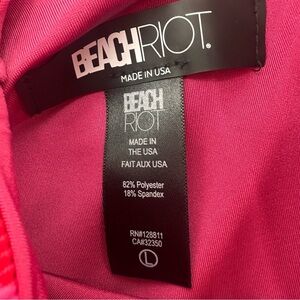 BEACHRIOT.
MADE IN USA
BEACH
RIOT
MADE IN
THE USA
FAIT AUX USA
82% Polyester
18% Spandex
RN#128811
CA#32350
L